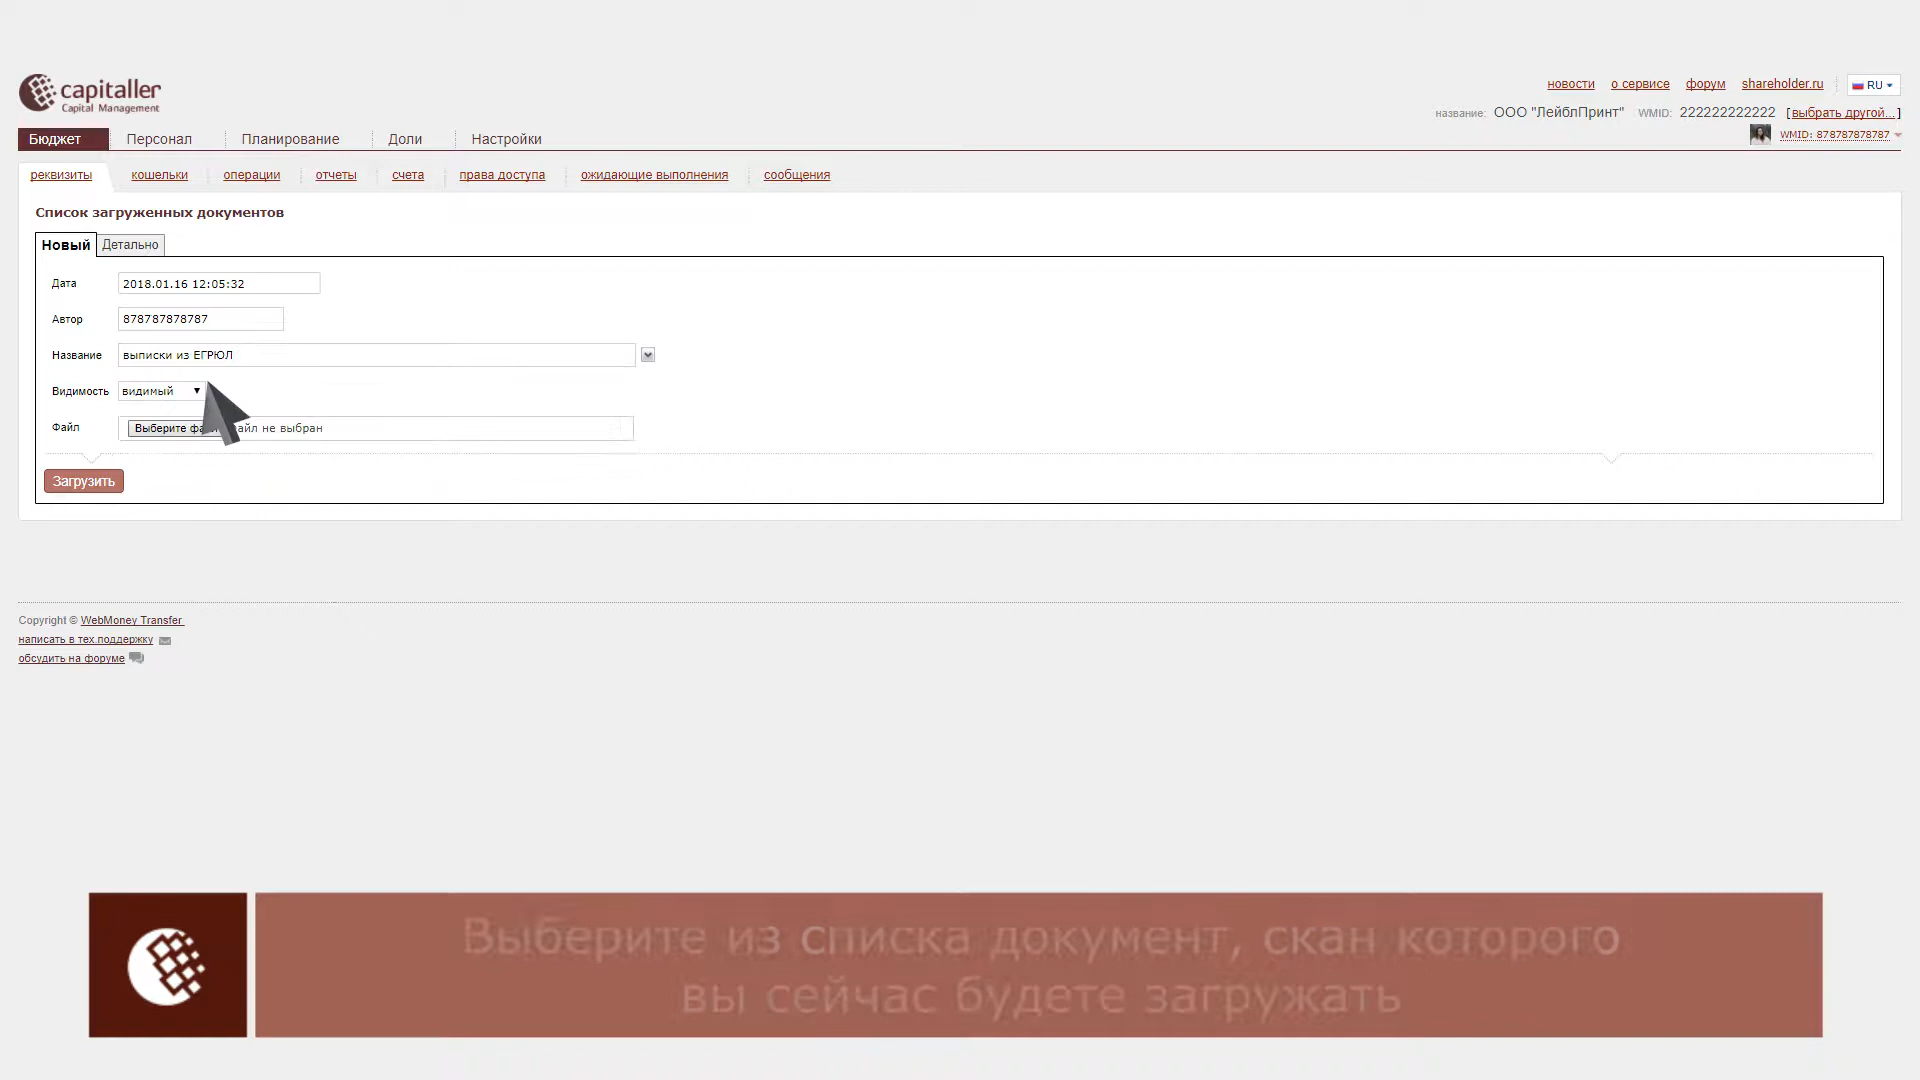 capitaller
Capital Management
новости о сервисе форум shareholder.ru RU
название: ООО "ЛейблПринт" WMID: 222222222222 [выбрать другой...]
WMID: 878787878787
Бюджет Персонал Планирование Доли Настройки
реквизиты кошельки операции отчеты счета права доступа ожидающие выполнения сообщения
Список загруженных документов
Новый Детально
Дата 2018.01.16 12:05:32
Автор 878787878787
Название выписки из ЕГРЮЛ
Видимость видимый
Файл Выберите не выбран
Загрузить
Copyright © WebMoney Transfer
написать в тех.поддержку
обсудить на форуме
Выберите из списка документ, скан которого
вы сейчас будете загружать